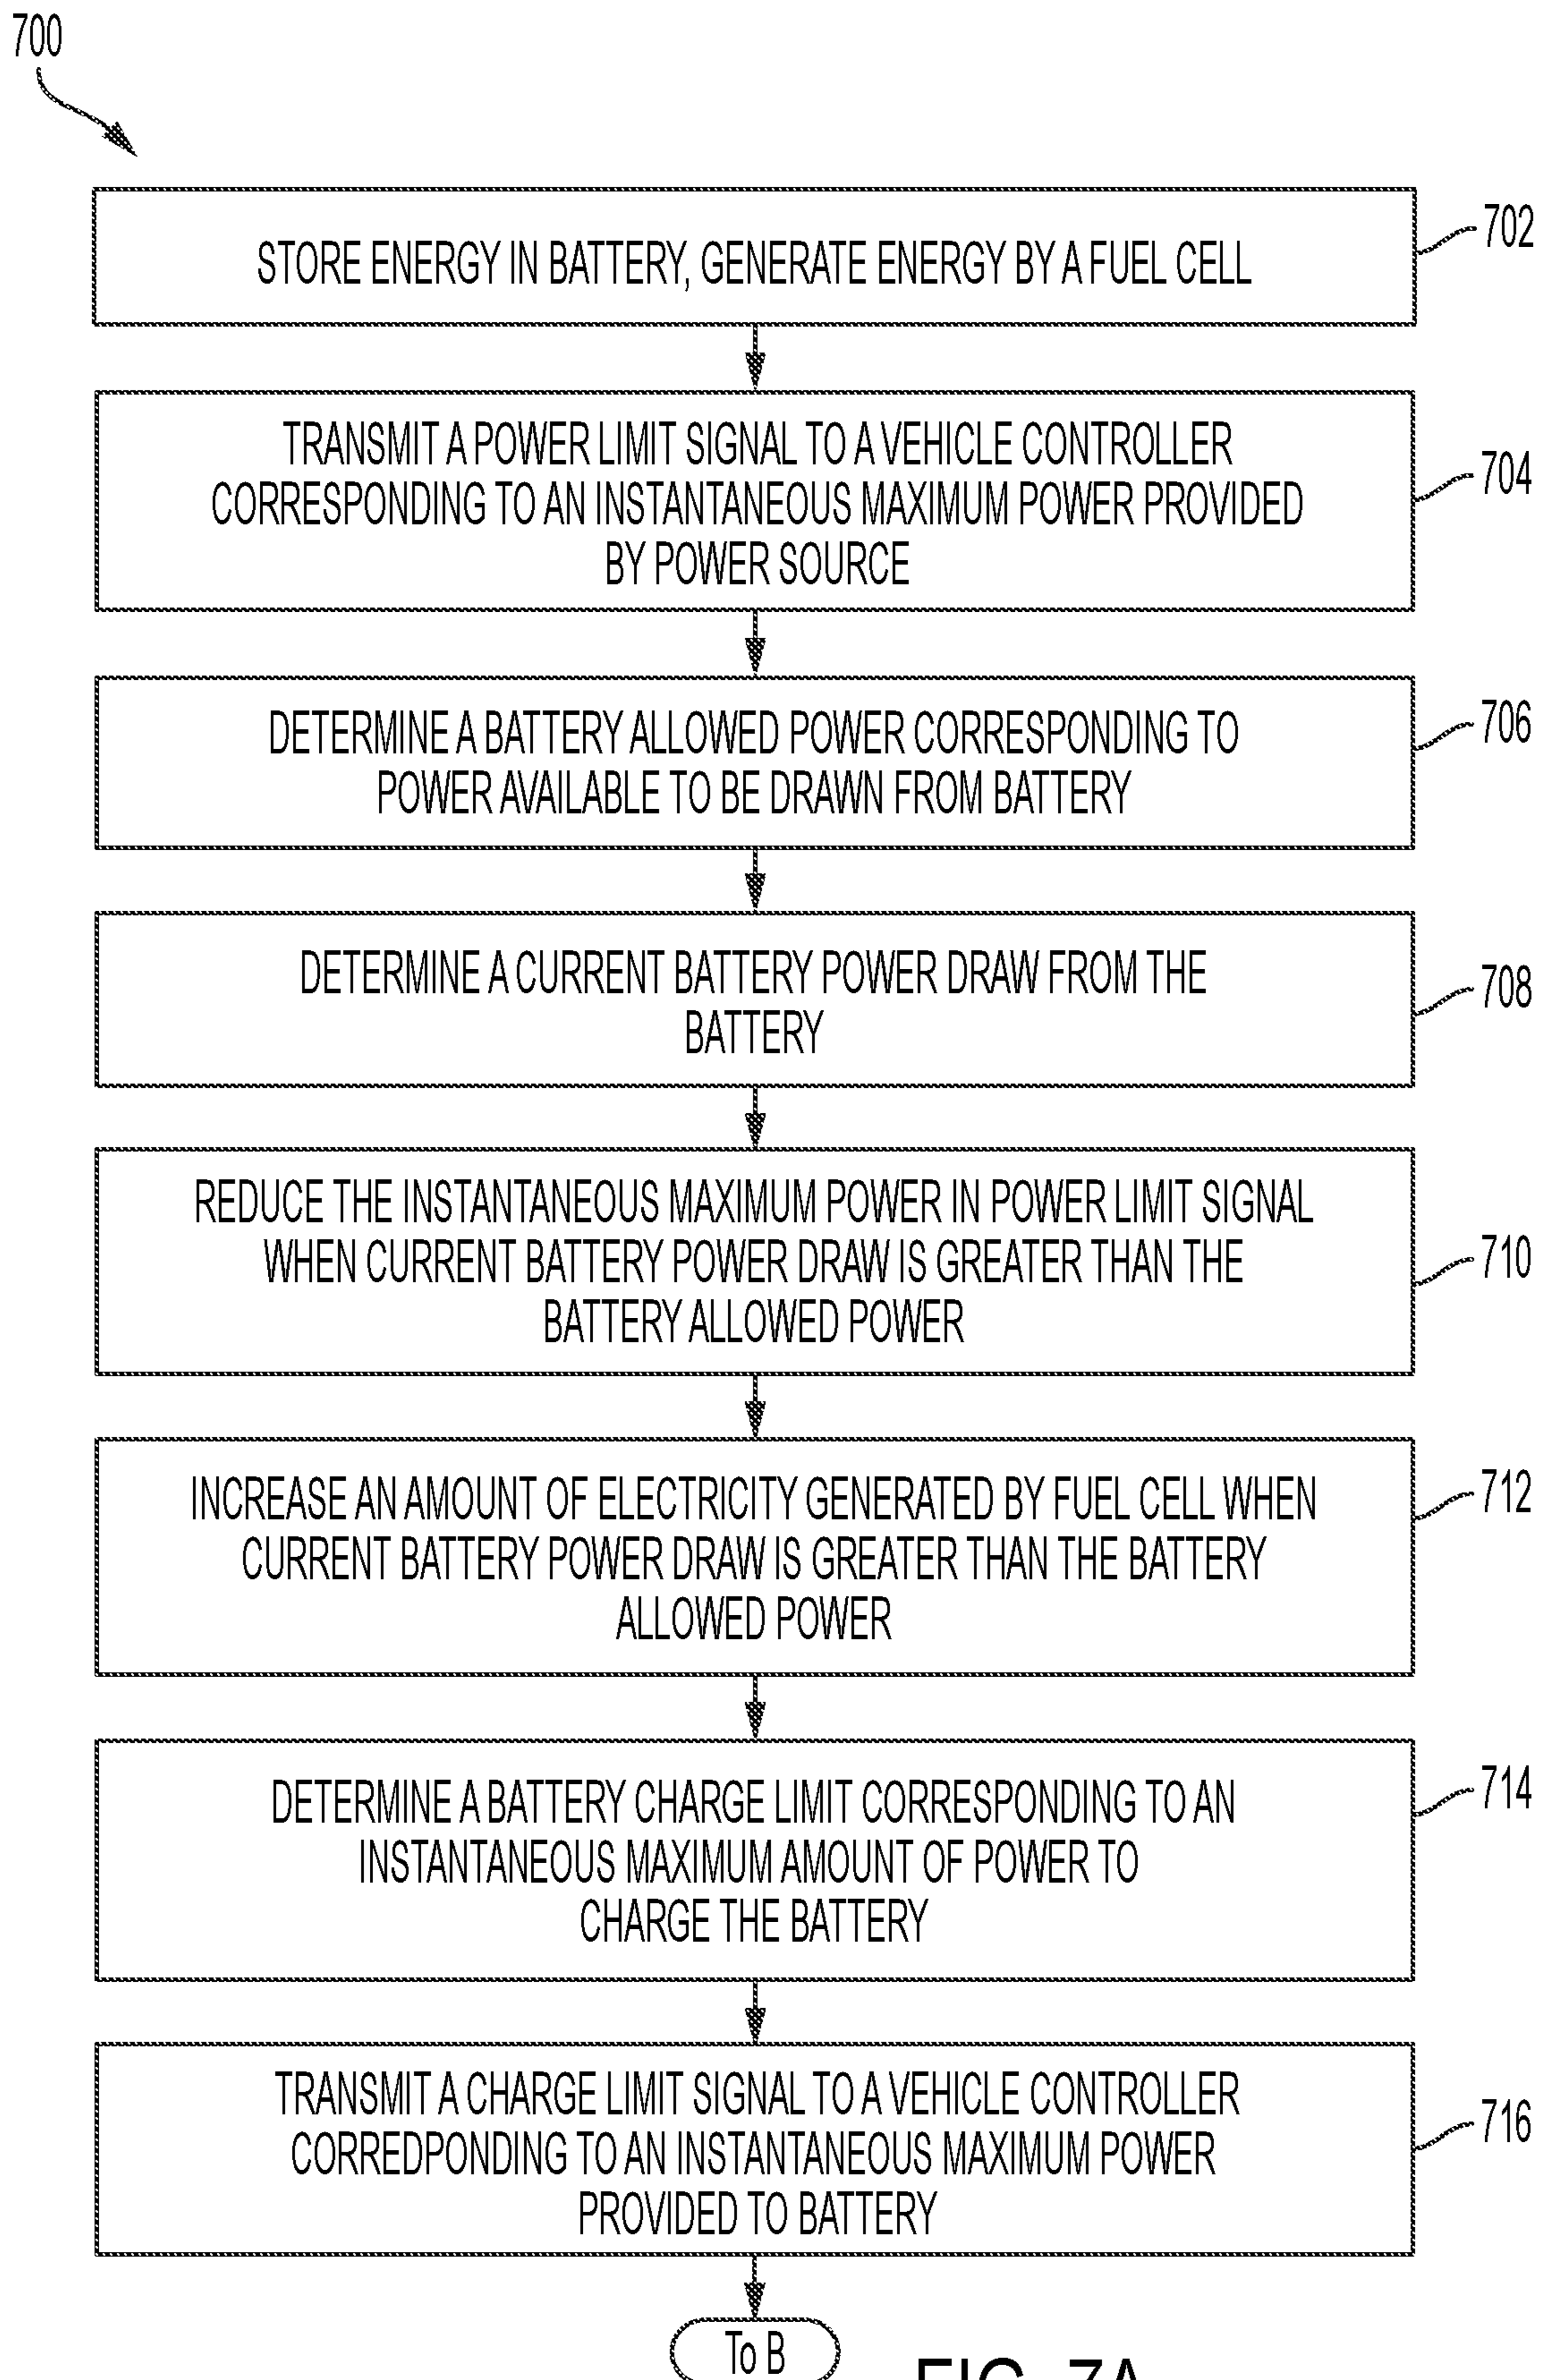 700
STORE ENERGY IN BATTERY, GENERATE ENERGY BY A FUEL CELL
702
TRANSMIT A POWER LIMIT SIGNAL TO A VEHICLE CONTROLLER
CORRESPONDING TO AN INSTANTANEOUS MAXIMUM POWER PROVIDED
BY POWER SOURCE
704
DETERMINE A BATTERY ALLOWED POWER CORRESPONDING TO
POWER AVAILABLE TO BE DRAWN FROM BATTERY
706
DETERMINE A CURRENT BATTERY POWER DRAW FROM THE
BATTERY
708
REDUCE THE INSTANTANEOUS MAXIMUM POWER IN POWER LIMIT SIGNAL
WHEN CURRENT BATTERY POWER DRAW IS GREATER THAN THE
BATTERY ALLOWED POWER
710
INCREASE AN AMOUNT OF ELECTRICITY GENERATED BY FUEL CELL WHEN
CURRENT BATTERY POWER DRAW IS GREATER THAN THE BATTERY
ALLOWED POWER
712
DETERMINE A BATTERY CHARGE LIMIT CORRESPONDING TO AN
INSTANTANEOUS MAXIMUM AMOUNT OF POWER TO
CHARGE THE BATTERY
714
TRANSMIT A CHARGE LIMIT SIGNAL TO A VEHICLE CONTROLLER
CORREDPONDING TO AN INSTANTANEOUS MAXIMUM POWER
PROVIDED TO BATTERY
716
To B
FIG. 7A